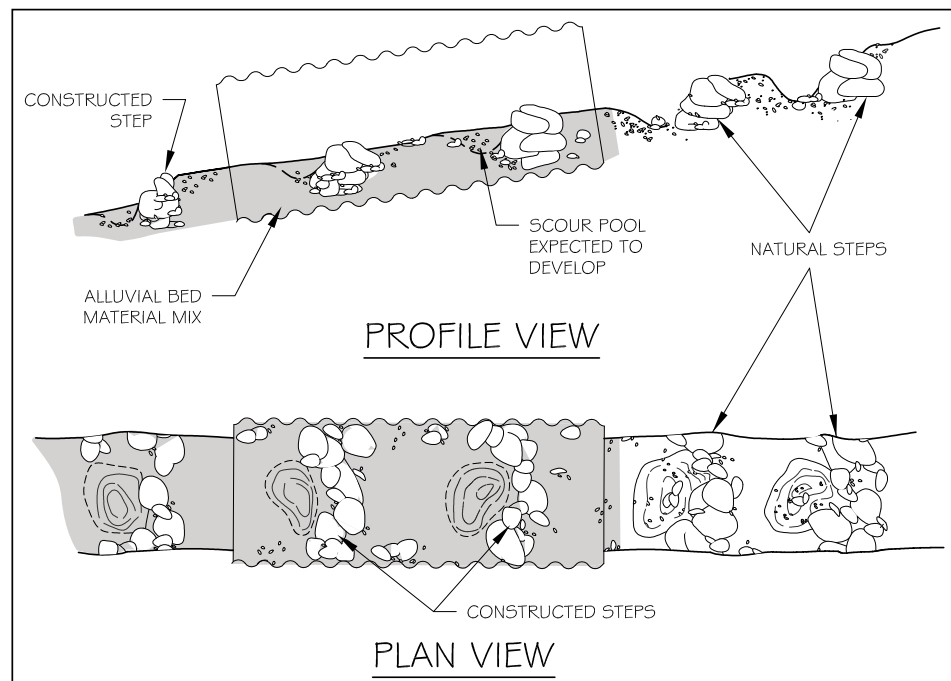 CONSTRUCTED
STEP
SCOUR POOL
EXPECTED TO
DEVELOP
NATURAL STEPS
ALLUVIAL BED
MATERIAL MIX
PROFILE VIEW
CONSTRUCTED STEPS
PLAN VIEW